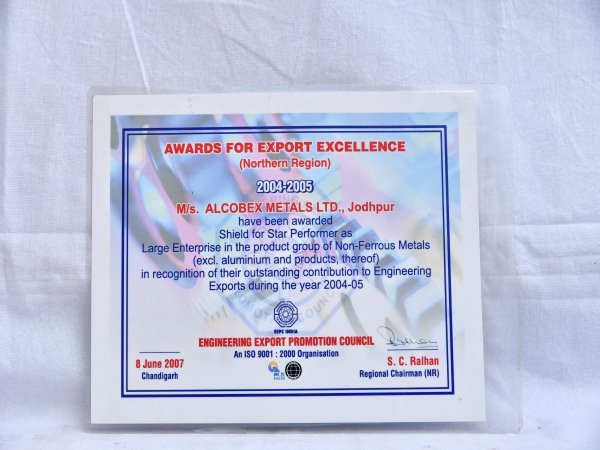 AWARDS FOR EXPORT EXCELLENCE
(Northern Region)
2004-2005
M/s. ALCOBEX METALS LTD., Jodhpur
have been awarded
Shield for Star Performer as
Large Enterprise in the product group of Non-Ferrous Metals
(excl. aluminium and products, thereof)
in recognition of their outstanding contribution to Engineering
Exports during the year 2004-05
EEPC INDIA
ENGINEERING EXPORT PROMOTION COUNCIL
An ISO 9001 : 2000 Organisation
8 June 2007
Chandigarh
S. C. Ralhan
Regional Chairman (NR)